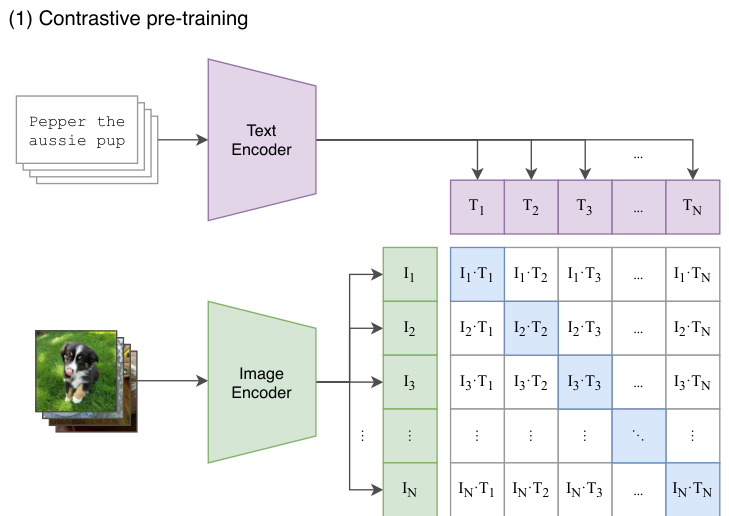 (1) Contrastive pre-training
Pepper the
aussie pup
Text
Encoder
...
T1 T2 T3 ... TN
I1 I1·T1 I1·T2 I1·T3 ... I1·TN
I2 I2·T1 I2·T2 I2·T3 ... I2·TN
Image
Encoder
I3 I3·T1 I3·T2 I3·T3 ... I3·TN
⋮ ⋮ ⋮ ⋮ ⋮ ⋱ ⋮
IN IN·T1 IN·T2 IN·T3 ... IN·TN